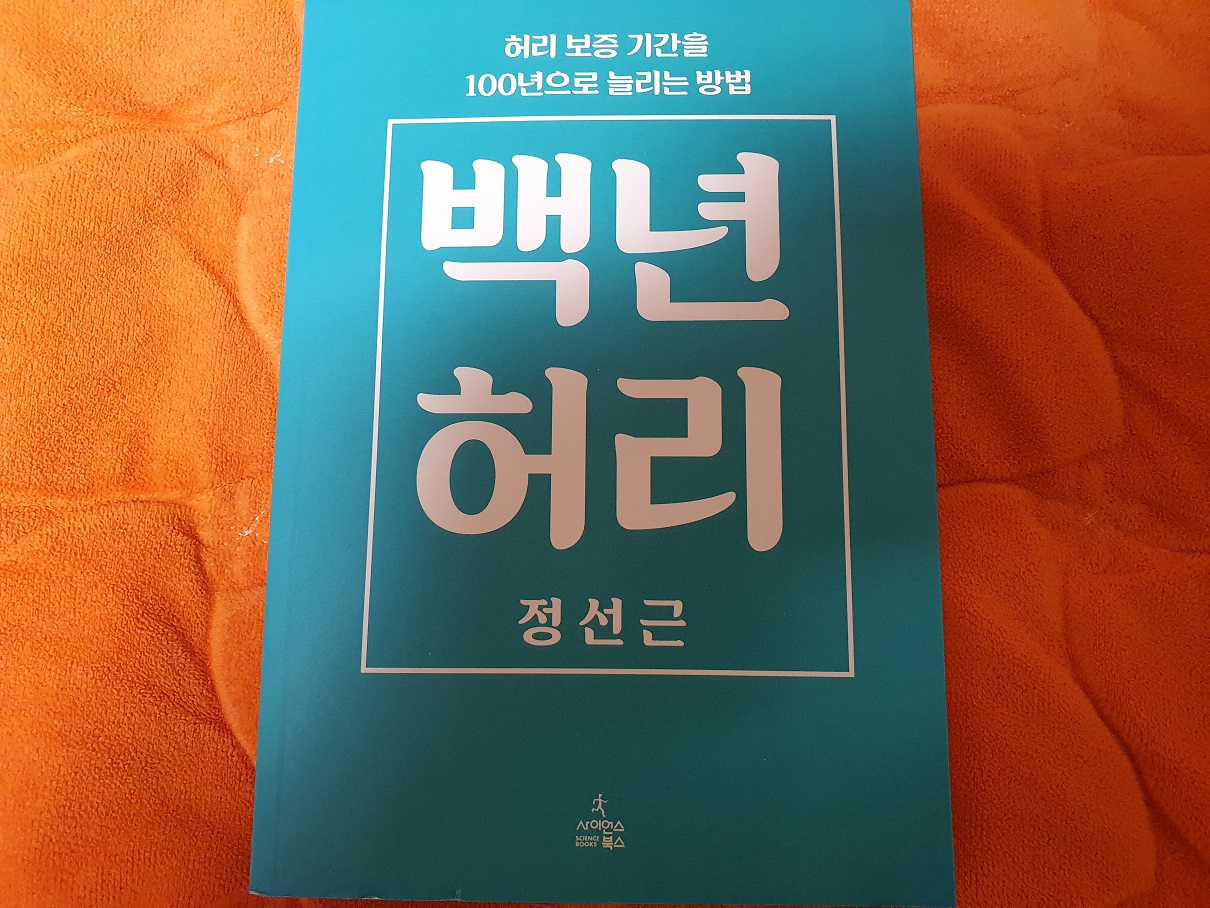 허리 보증 기간을
100년으로 늘리는 방법
백년
허리
정선근
사이언스
SCIENCE
BOOKS
북스